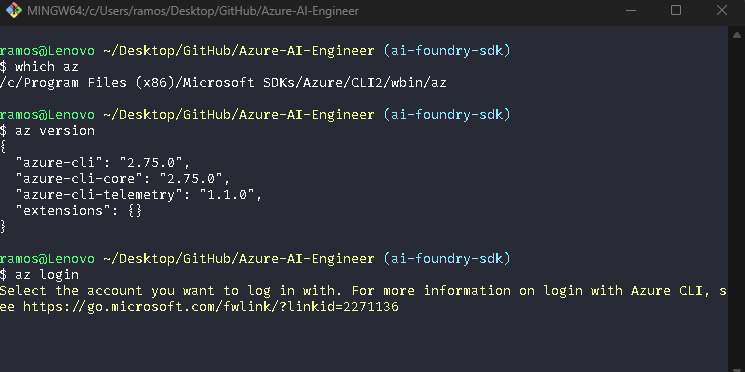 MINGW64:/c/Users/ramos/Desktop/GitHub/Azure-AI-Engineer
ramos@Lenovo ~/Desktop/GitHub/Azure-AI-Engineer (ai-foundry-sdk)
$ which az
/c/Program Files (x86)/Microsoft SDKs/Azure/CLI2/wbin/az
ramos@Lenovo ~/Desktop/GitHub/Azure-AI-Engineer (ai-foundry-sdk)
$ az version
{
  "azure-cli": "2.75.0",
  "azure-cli-core": "2.75.0",
  "azure-cli-telemetry": "1.1.0",
  "extensions": {}
}
ramos@Lenovo ~/Desktop/GitHub/Azure-AI-Engineer (ai-foundry-sdk)
$ az login
Select the account you want to log in with. For more information on login with Azure CLI, s
ee https://go.microsoft.com/fwlink/?linkid=2271136